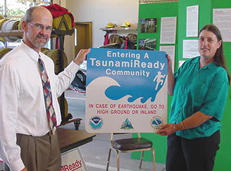 Entering A
TsunamiReady
Community
IN CASE OF EARTHQUAKE, GO TO
HIGH GROUND OR INLAND
Ready